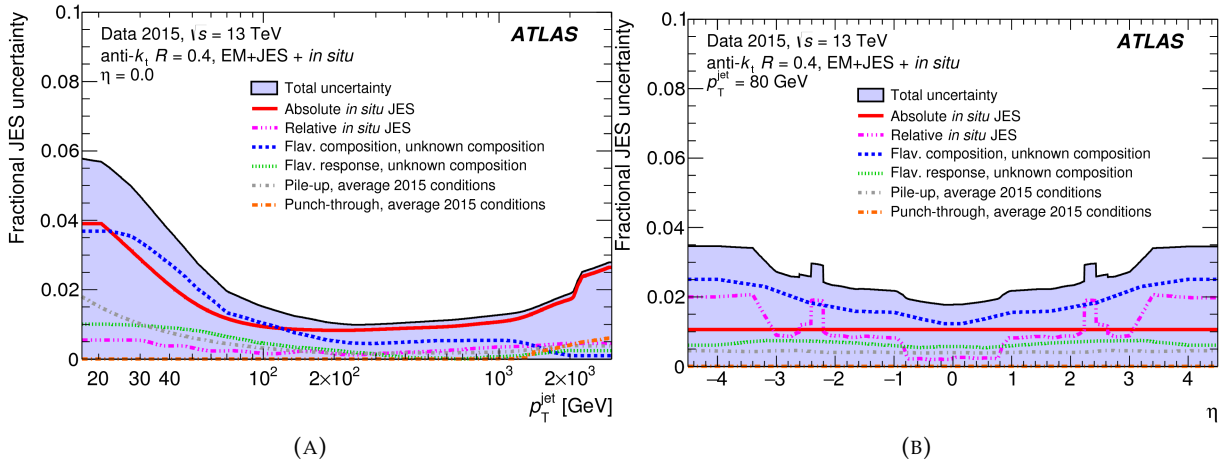 Fractional JES uncertainty
0.1
0.08
0.06
0.04
0.02
0
Data 2015, √s = 13 TeV
anti-kₜ R = 0.4, EM+JES + in situ
η = 0.0
ATLAS
Total uncertainty
Absolute in situ JES
Relative in situ JES
Flav. composition, unknown composition
Flav. response, unknown composition
Pile-up, average 2015 conditions
Punch-through, average 2015 conditions
20 30 40 10² 2×10² 10³ 2×10³
p_T^jet [GeV]
(A)
Fractional JES uncertainty
0.1
0.08
0.06
0.04
0.02
0
Data 2015, √s = 13 TeV
anti-kₜ R = 0.4, EM+JES + in situ
p_T^jet = 80 GeV
ATLAS
Total uncertainty
Absolute in situ JES
Relative in situ JES
Flav. composition, unknown composition
Flav. response, unknown composition
Pile-up, average 2015 conditions
Punch-through, average 2015 conditions
−4 −3 −2 −1 0 1 2 3 4
η
(B)